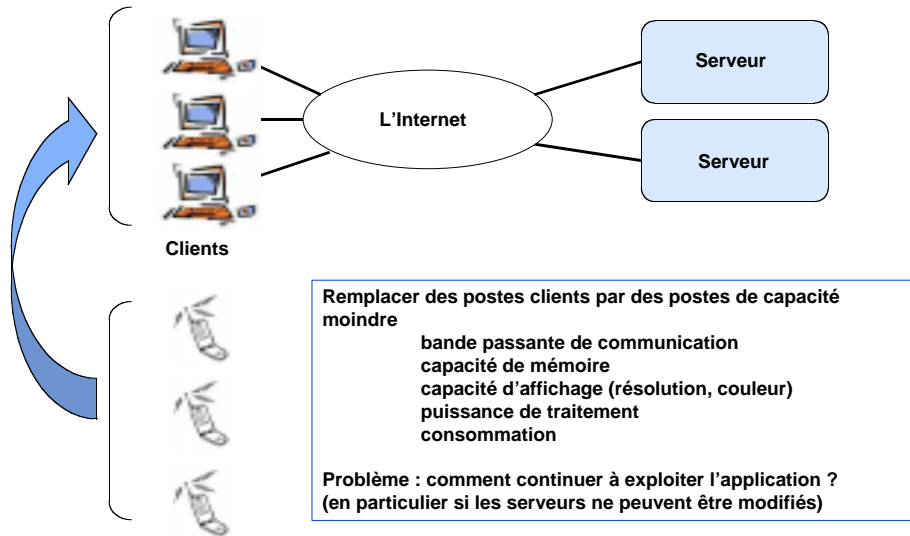 Serveur
L'Internet
Serveur
Clients
Remplacer des postes clients par des postes de capacité
moindre
bande passante de communication
capacité de mémoire
capacité d'affichage (résolution, couleur)
puissance de traitement
consommation
Problème : comment continuer à exploiter l'application ?
(en particulier si les serveurs ne peuvent être modifiés)